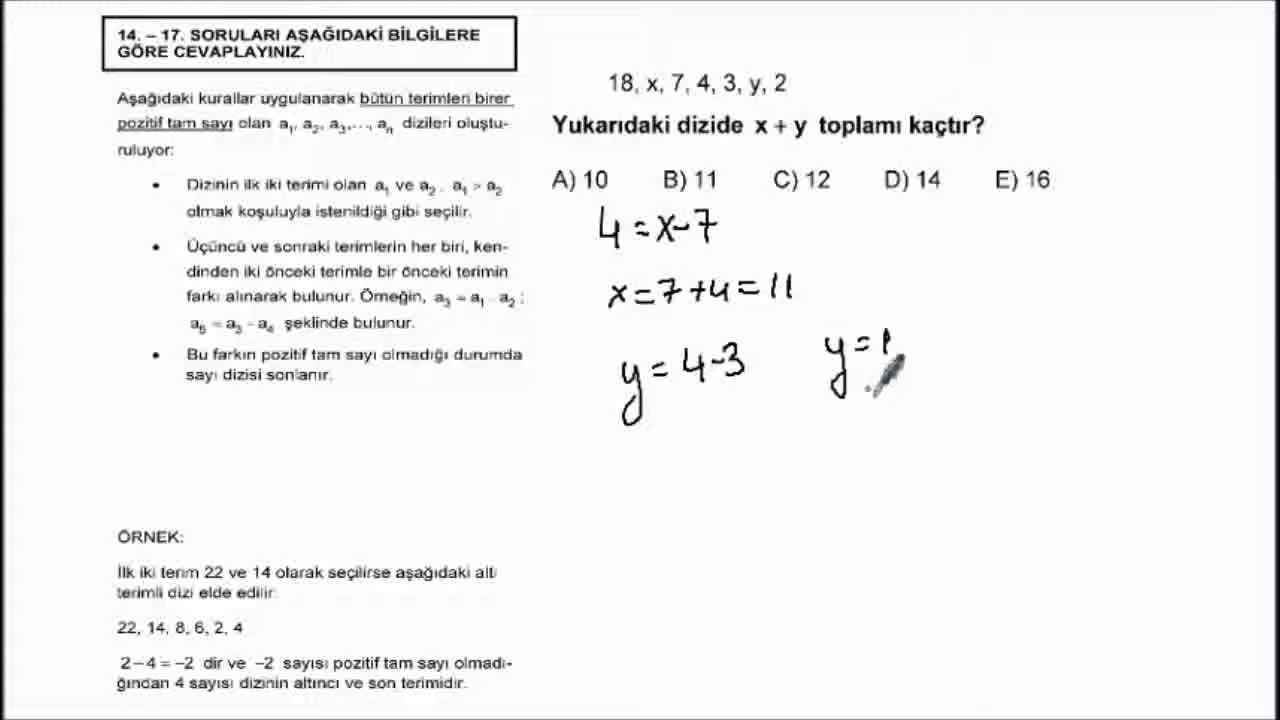 14. – 17. SORULARI AŞAĞIDAKİ BİLGİLERE
GÖRE CEVAPLAYINIZ.
Aşağıdaki kurallar uygulanarak bütün terimleri birer
pozitif tam sayı olan a₁, a₂, a₃,..., aₙ dizileri oluştu-
ruluyor:
• Dizinin ilk iki terimi olan a₁ ve a₂, a₁ > a₂
olmak koşuluyla istenildiği gibi seçilir.
• Üçüncü ve sonraki terimlerin her biri, ken-
dinden iki önceki terimle bir önceki terimin
farkı alınarak bulunur. Örneğin, a₃ = a₁ - a₂ ;
a₅ = a₃ - a₄ şeklinde bulunur.
• Bu farkın pozitif tam sayı olmadığı durumda
sayı dizisi sonlanır.
ÖRNEK:
İlk iki terim 22 ve 14 olarak seçilirse aşağıdaki altı
terimli dizi elde edilir.
22, 14, 8, 6, 2, 4
2 – 4 = –2 dir ve –2 sayısı pozitif tam sayı olmadı-
ğından 4 sayısı dizinin altıncı ve son terimidir.
18, x, 7, 4, 3, y, 2
Yukarıdaki dizide x + y toplamı kaçtır?
A) 10 B) 11 C) 12 D) 14 E) 16
4 = x - 7
x = 7 + 4 = 11
y = 4 - 3 y = 1